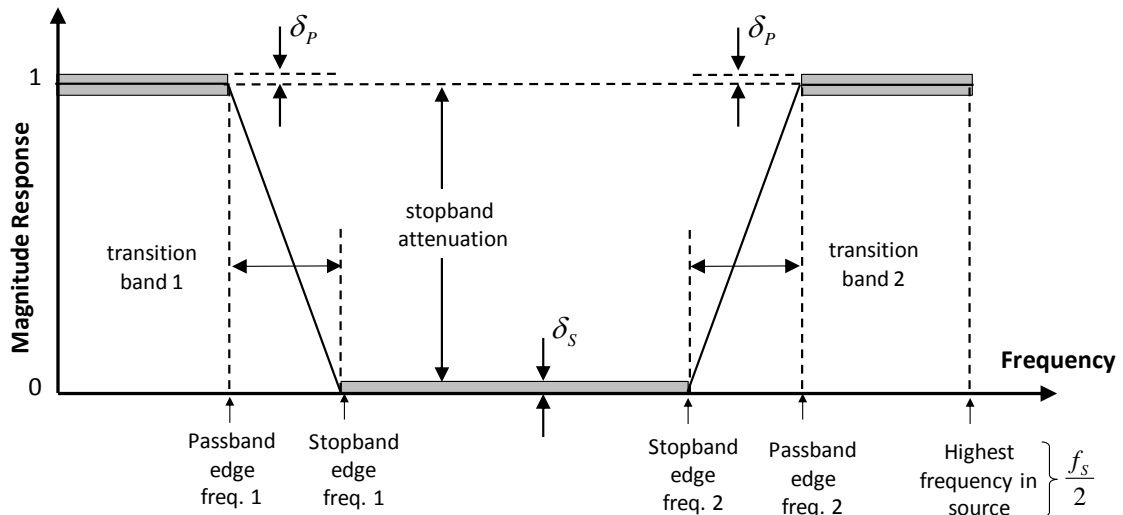 δP
δP
1
Magnitude Response
stopband
attenuation
transition
band 1
transition
band 2
δS
Frequency
0
Passband
edge
freq. 1
Stopband
edge
freq. 1
Stopband
edge
freq. 2
Passband
edge
freq. 2
Highest
frequency in
source
fS
2